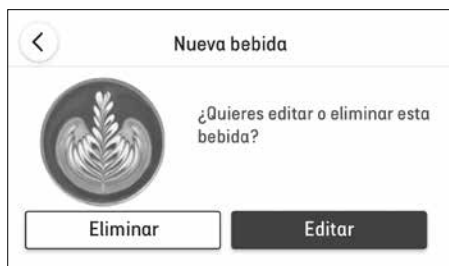 Nueva bebida
¿Quieres editar o eliminar esta
bebida?
Eliminar
Editar